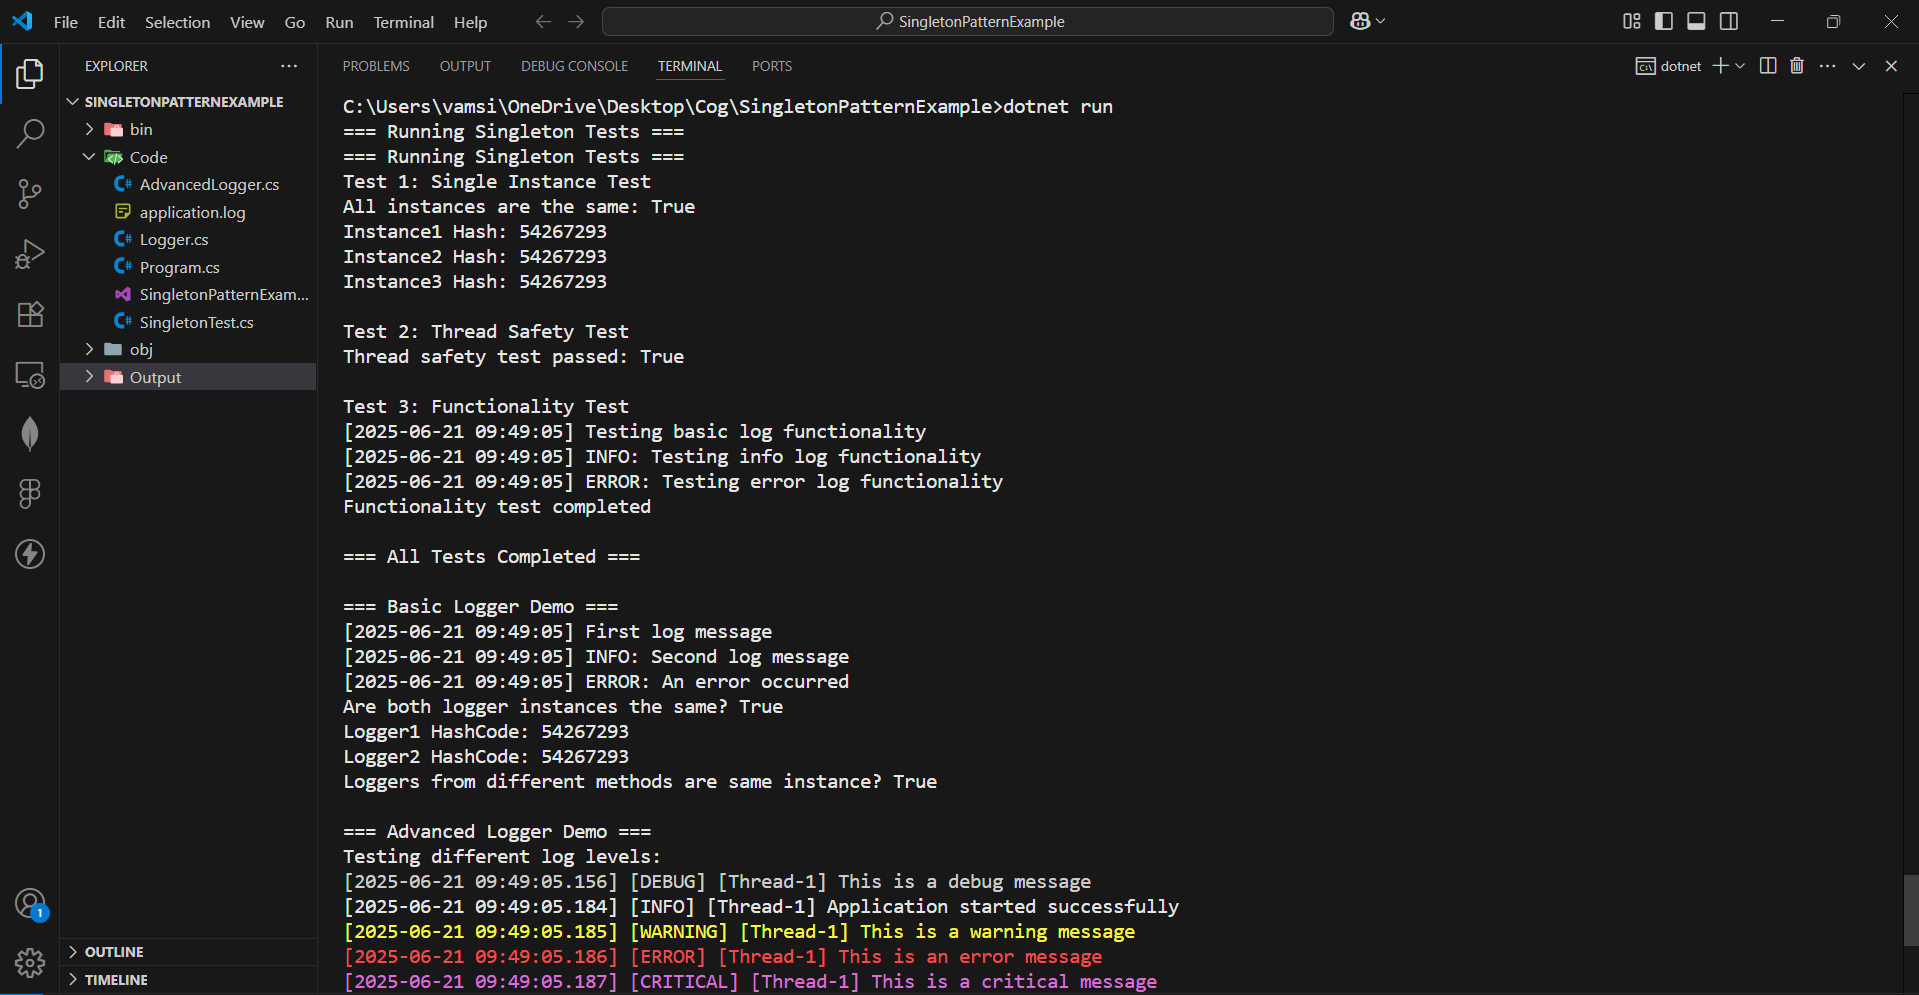 File Edit Selection View Go Run Terminal Help
SingletonPatternExample
EXPLORER
SINGLETONPATTERNEXAMPLE
bin
Code
AdvancedLogger.cs
application.log
Logger.cs
Program.cs
SingletonPatternExam...
SingletonTest.cs
obj
Output
OUTLINE
TIMELINE
1
PROBLEMS OUTPUT DEBUG CONSOLE TERMINAL PORTS
dotnet
C:\Users\vamsi\OneDrive\Desktop\Cog\SingletonPatternExample>dotnet run
=== Running Singleton Tests ===
=== Running Singleton Tests ===
Test 1: Single Instance Test
All instances are the same: True
Instance1 Hash: 54267293
Instance2 Hash: 54267293
Instance3 Hash: 54267293
Test 2: Thread Safety Test
Thread safety test passed: True
Test 3: Functionality Test
[2025-06-21 09:49:05] Testing basic log functionality
[2025-06-21 09:49:05] INFO: Testing info log functionality
[2025-06-21 09:49:05] ERROR: Testing error log functionality
Functionality test completed
=== All Tests Completed ===
=== Basic Logger Demo ===
[2025-06-21 09:49:05] First log message
[2025-06-21 09:49:05] INFO: Second log message
[2025-06-21 09:49:05] ERROR: An error occurred
Are both logger instances the same? True
Logger1 HashCode: 54267293
Logger2 HashCode: 54267293
Loggers from different methods are same instance? True
=== Advanced Logger Demo ===
Testing different log levels:
[2025-06-21 09:49:05.156] [DEBUG] [Thread-1] This is a debug message
[2025-06-21 09:49:05.184] [INFO] [Thread-1] Application started successfully
[2025-06-21 09:49:05.185] [WARNING] [Thread-1] This is a warning message
[2025-06-21 09:49:05.186] [ERROR] [Thread-1] This is an error message
[2025-06-21 09:49:05.187] [CRITICAL] [Thread-1] This is a critical message